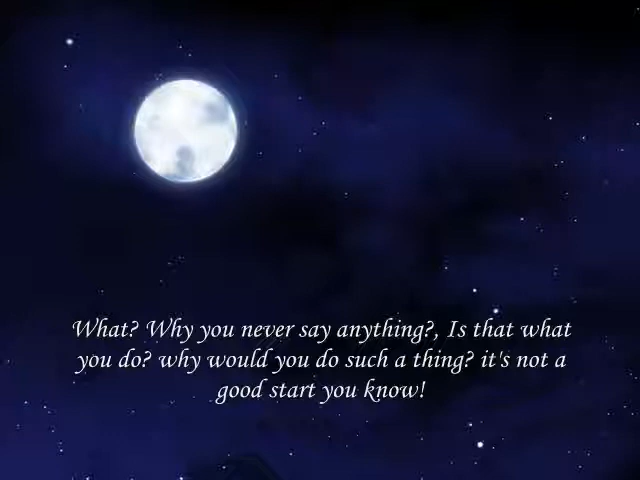 What? Why you never say anything?, Is that what
you do? why would you do such a thing? it's not a
good start you know!